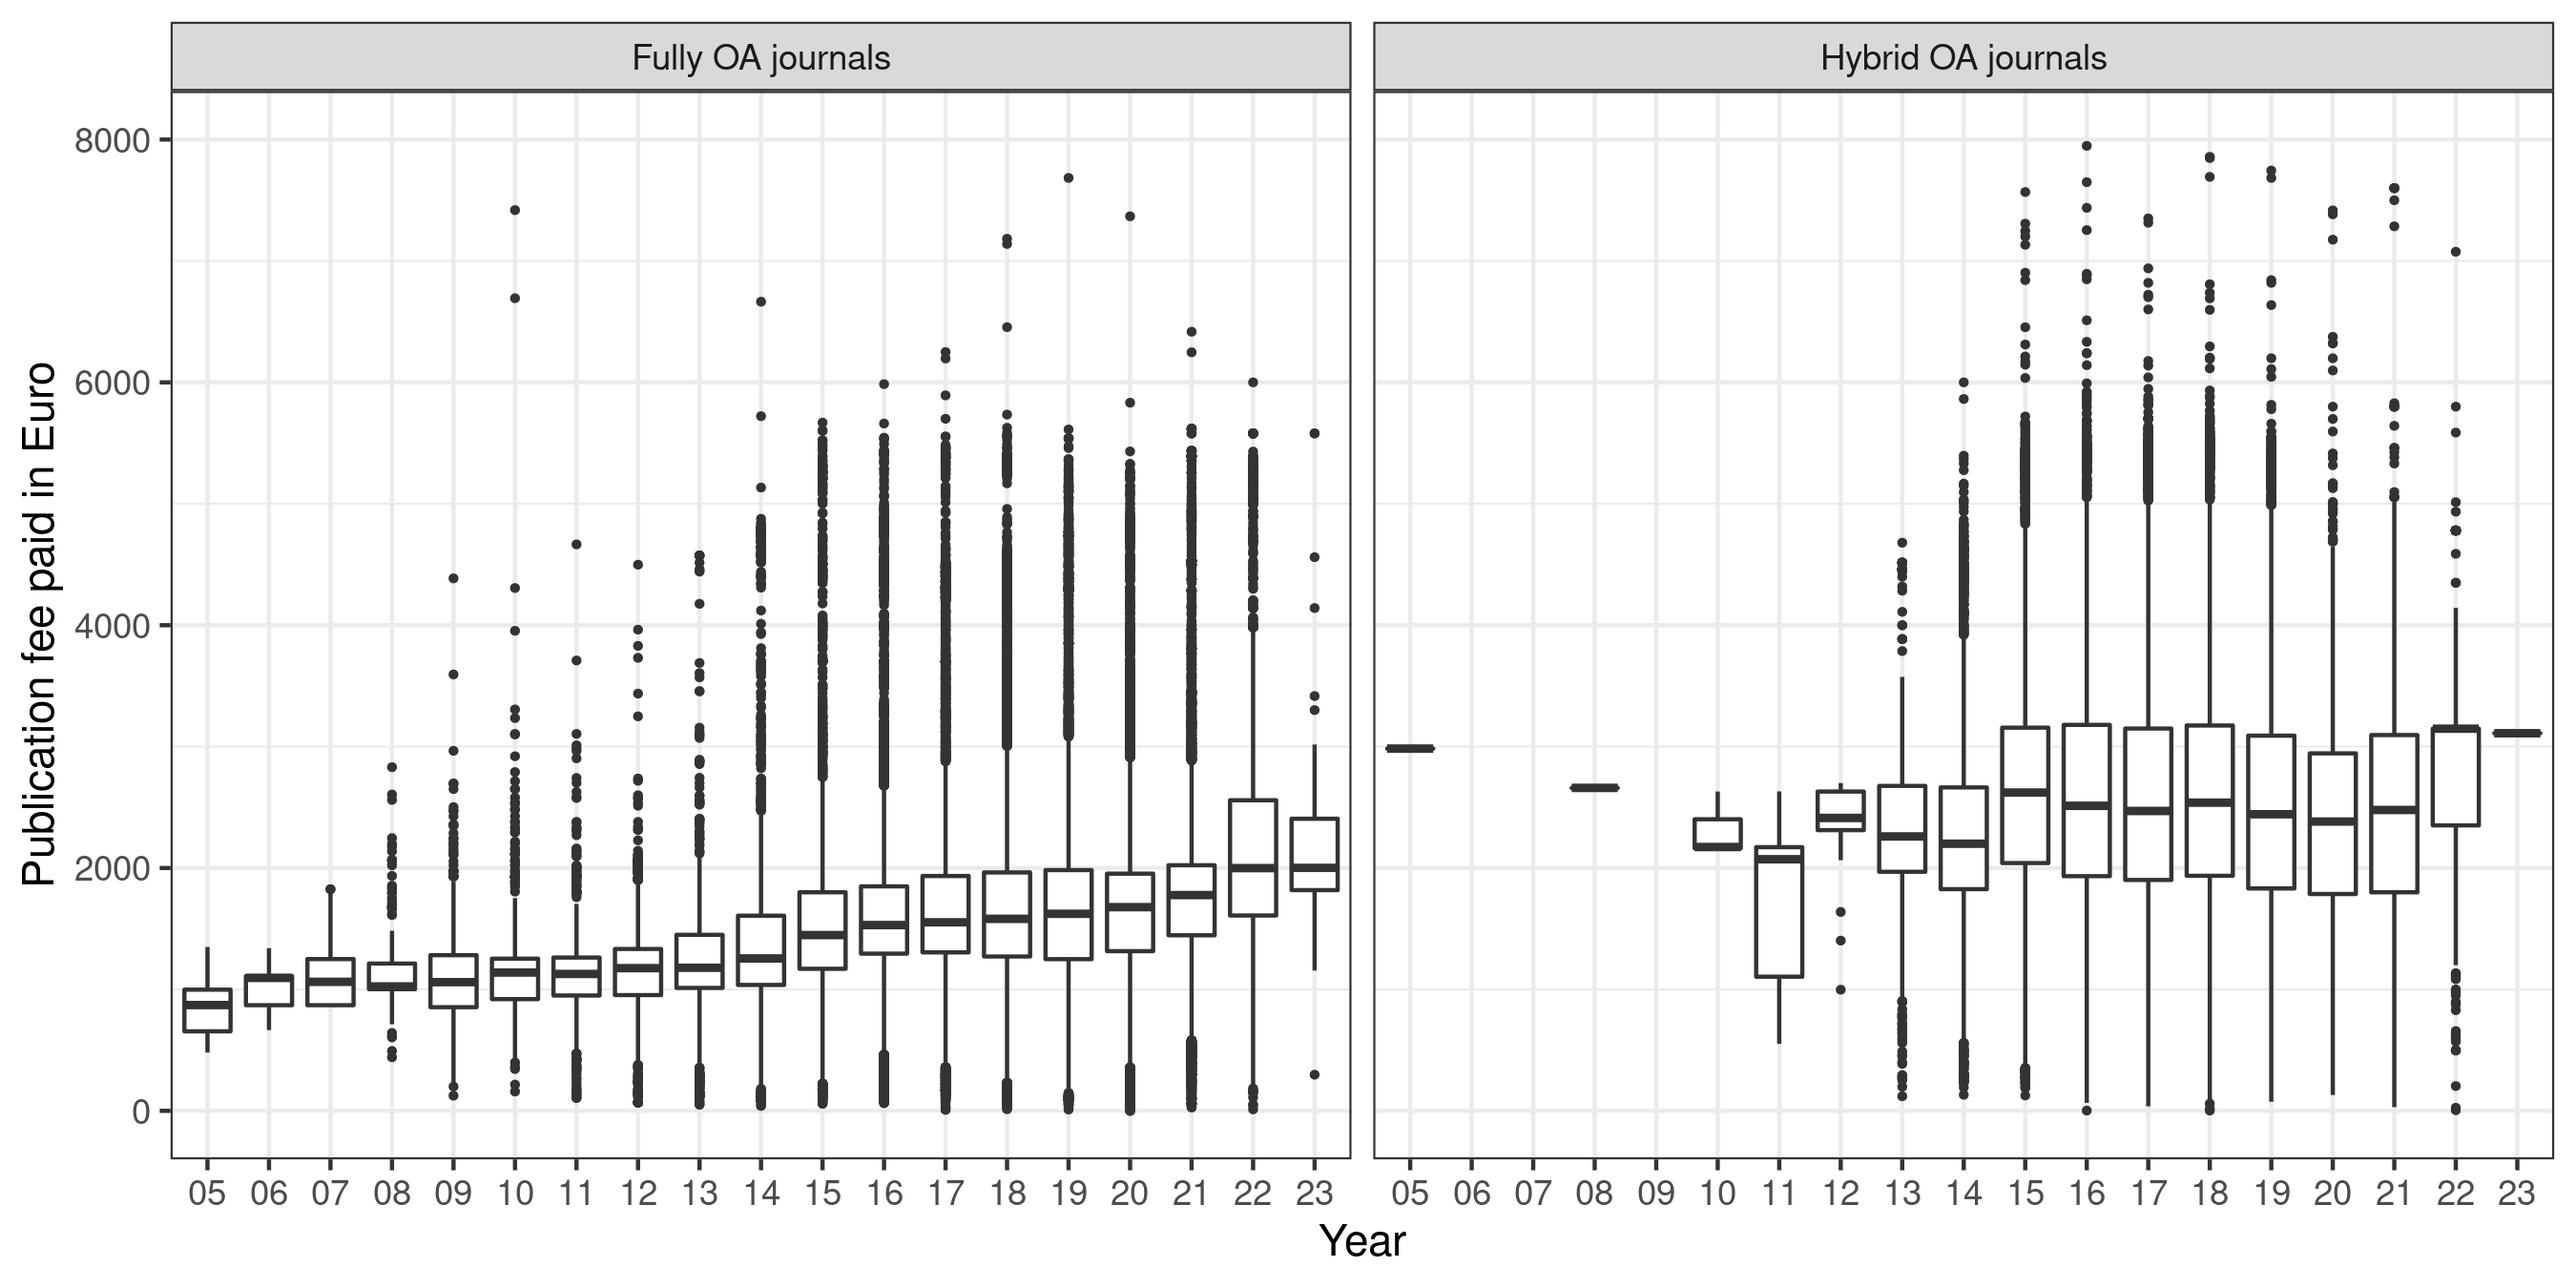 Fully OA journals
Hybrid OA journals
Publication fee paid in Euro
8000
6000
4000
2000
0
05 06 07 08 09 10 11 12 13 14 15 16 17 18 19 20 21 22 23
05 06 07 08 09 10 11 12 13 14 15 16 17 18 19 20 21 22 23
Year